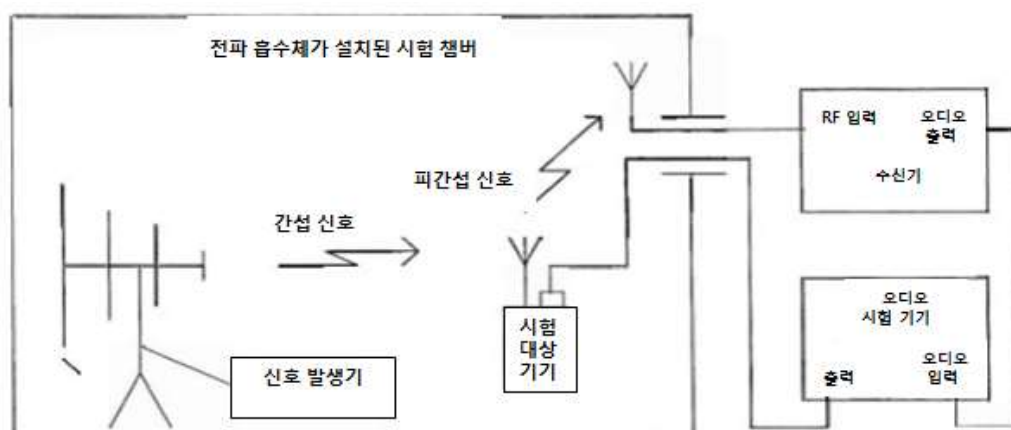 전파 흡수체가 설치된 시험 챔버
RF 입력
오디오
출력
수신기
피간섭 신호
간섭 신호
시험
대상
기기
신호 발생기
오디오
시험 기기
출력
오디오
입력